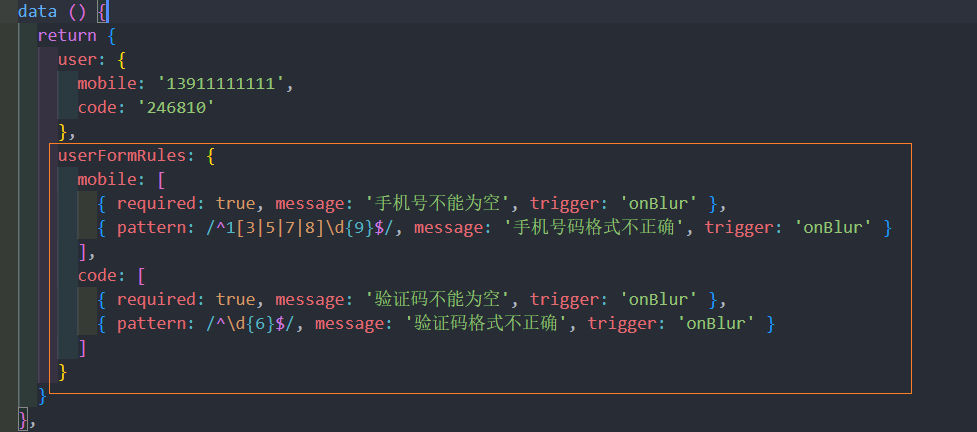 data () {
return {
user: {
mobile: '13911111111',
code: '246810'
},
userFormRules: {
mobile: [
{ required: true, message: '手机号不能为空', trigger: 'onBlur' },
{ pattern: /^1[3|5|7|8]\d{9}$/, message: '手机号码格式不正确', trigger: 'onBlur' }
],
code: [
{ required: true, message: '验证码不能为空', trigger: 'onBlur' },
{ pattern: /^\d{6}$/, message: '验证码格式不正确', trigger: 'onBlur' }
]
}
}
},